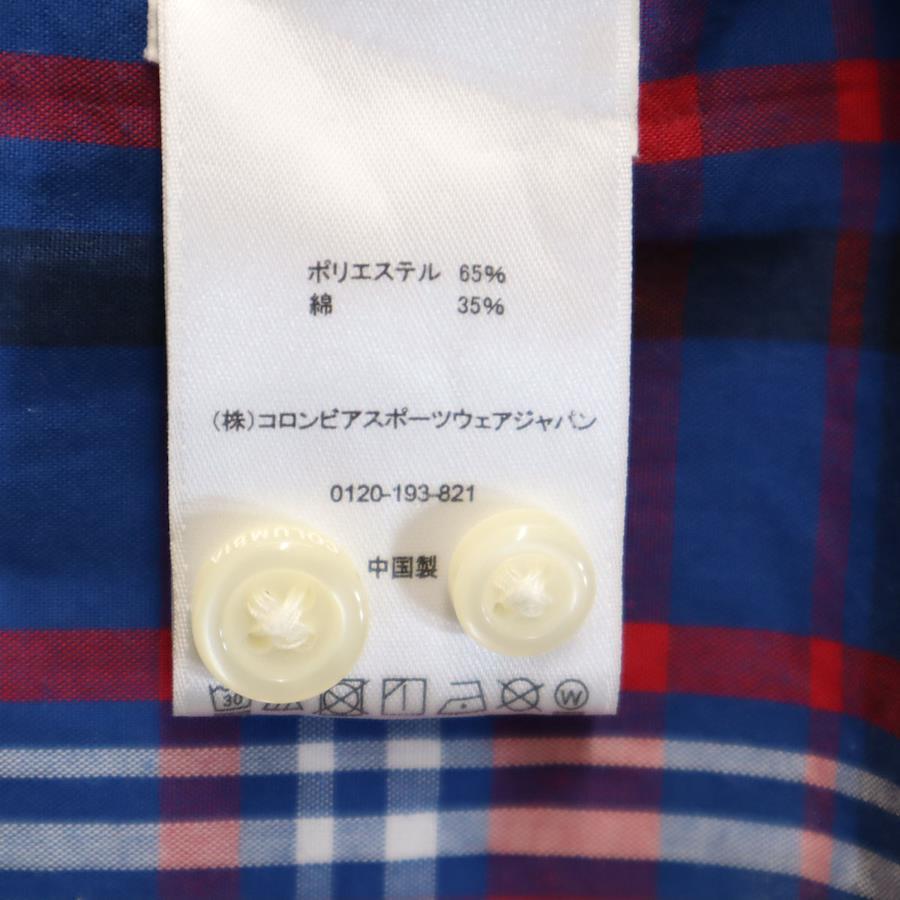 ポリエステル 65%
綿 35%
(株)コロンビアスポーツウェアジャパン
0120-193-821
COLUMBIA
中国製
30
W